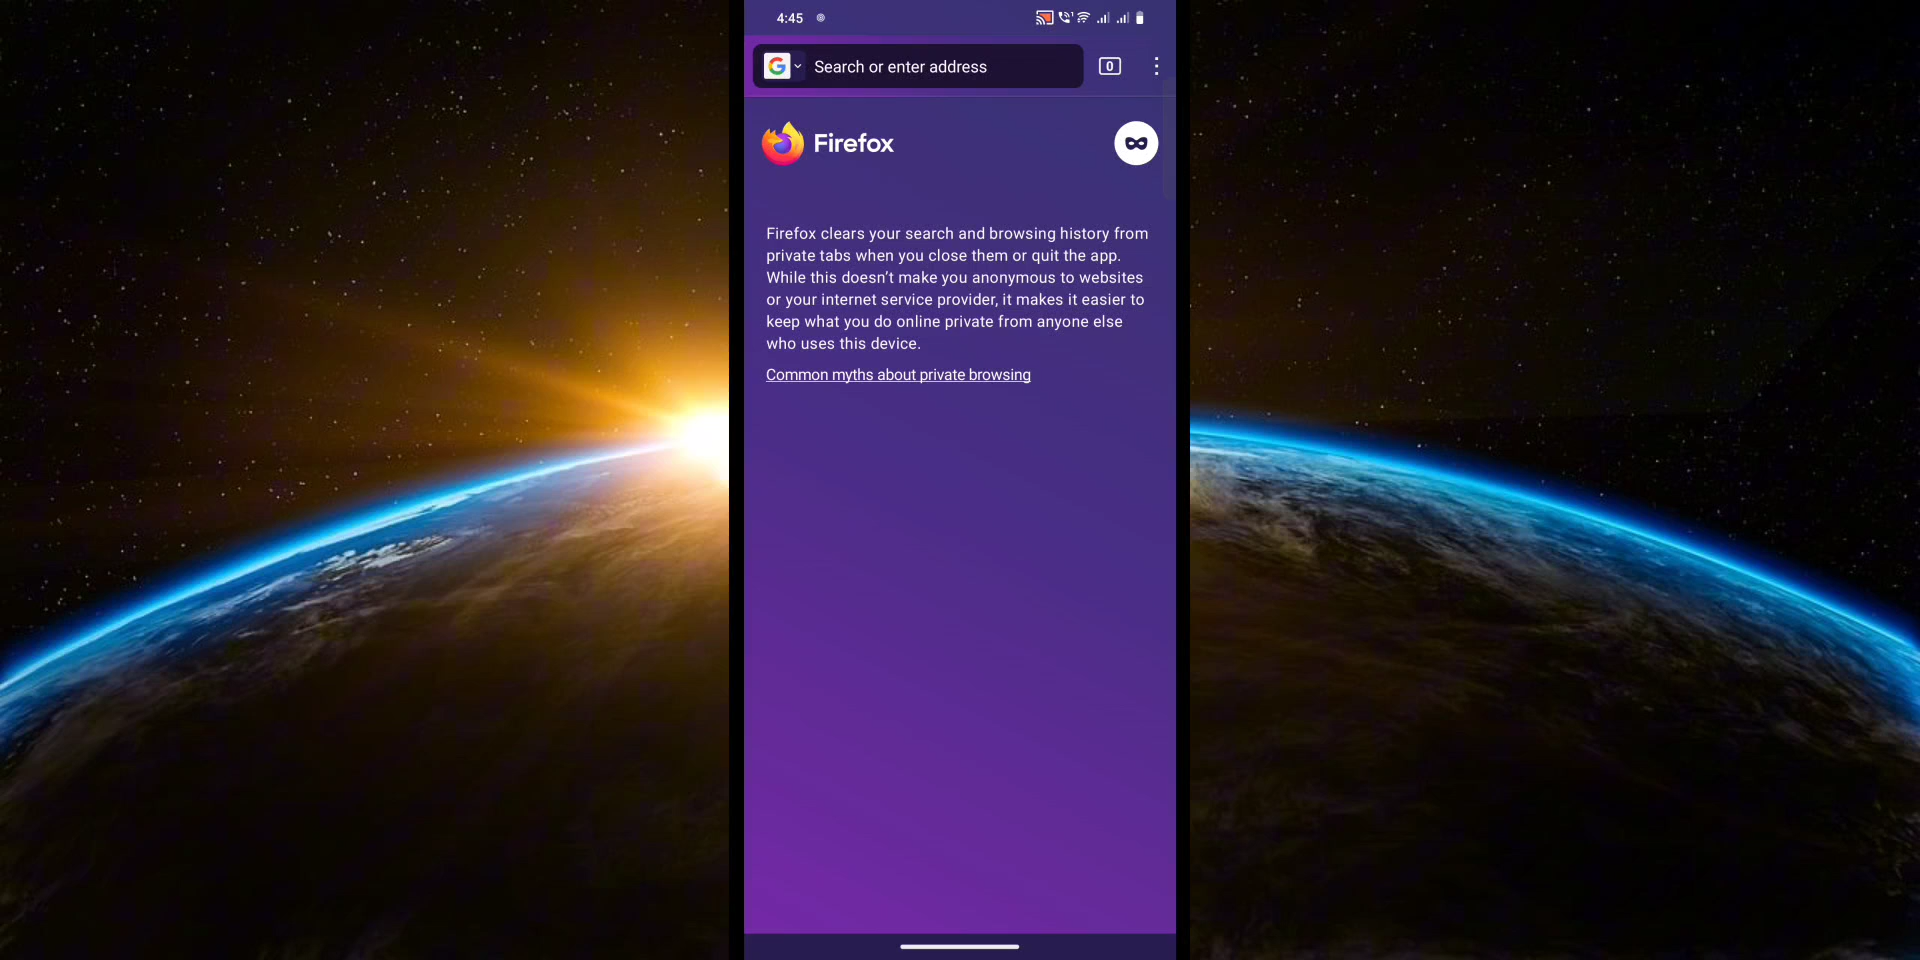 4:45
Search or enter address
0
Firefox
Firefox clears your search and browsing history from
private tabs when you close them or quit the app.
While this doesn’t make you anonymous to websites
or your internet service provider, it makes it easier to
keep what you do online private from anyone else
who uses this device.
Common myths about private browsing